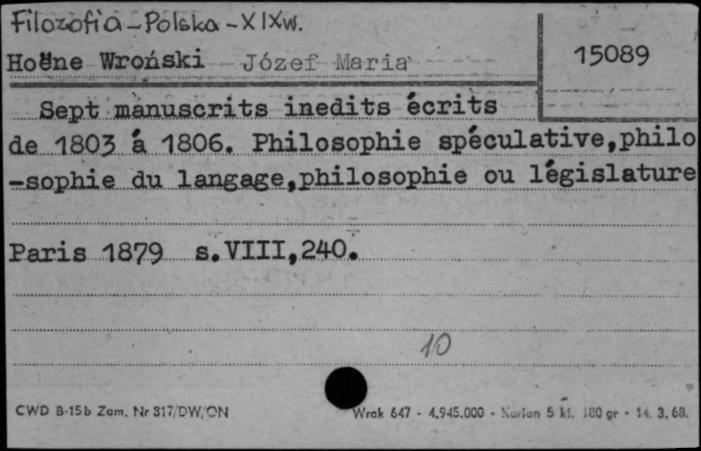 Filozofia - Polska - XIXw.
Hoëne Wroński Józef Maria
15089
Sept manuscrits inedits écrits
de 1803 á 1806. Philosophie spéculative,philo
-sophie du langage,philosophie ou législature
Paris 1879 s.VIII,240.
10
CWD B-15b Zam. Nr 317/DW/ON Wrak 647 - 4.945.000 - Karton 5 kl. 180 gr - 14. 3. 68.